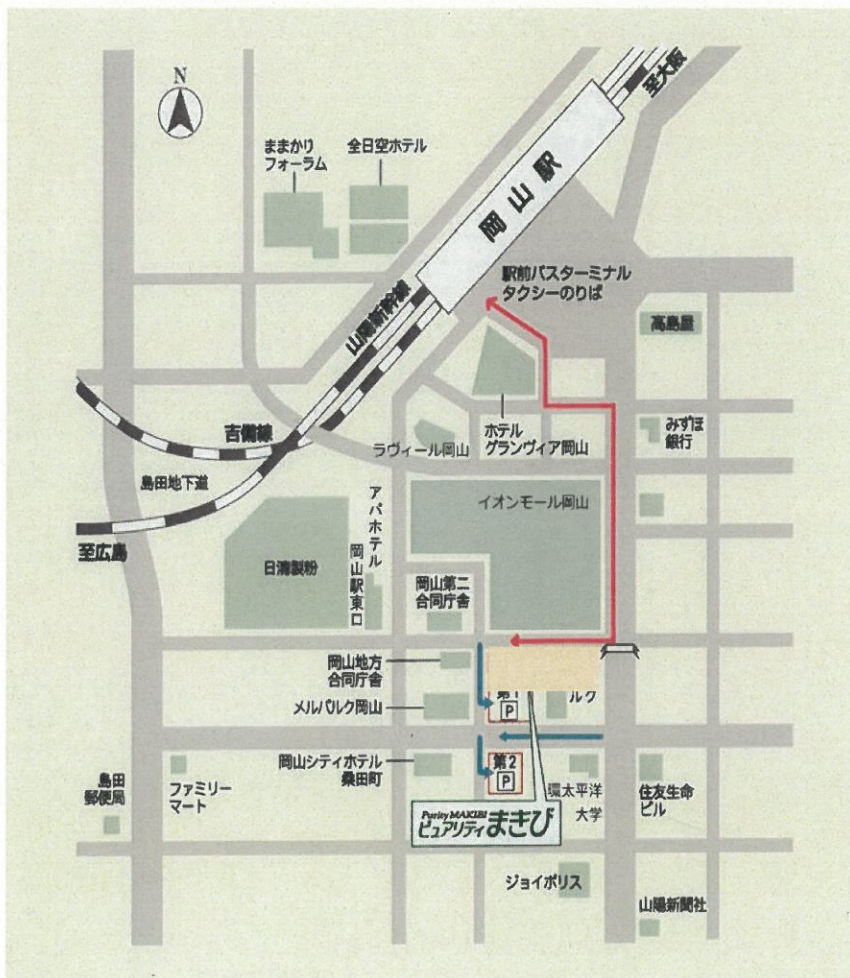 N
至大阪
ままかり
フォーラム
全日空ホテル
岡山駅
駅前バスターミナル
タクシーのりば
山陽新幹線
高島屋
吉備線
ラヴィール岡山
ホテル
グランヴィア岡山
みずほ
銀行
島田地下道
至広島
アパホテル
岡山駅東口
イオンモール岡山
日清製粉
岡山第二
合同庁舎
岡山地方
合同庁舎
第1
P
ルク
メルパルク岡山
岡山シティホテル
桑田町
第2
P
島田
郵便局
ファミリー
マート
環太平洋
大学
住友生命
ビル
Purity MAKIBI
ピュアリティまきび
ジョイポリス
山陽新聞社